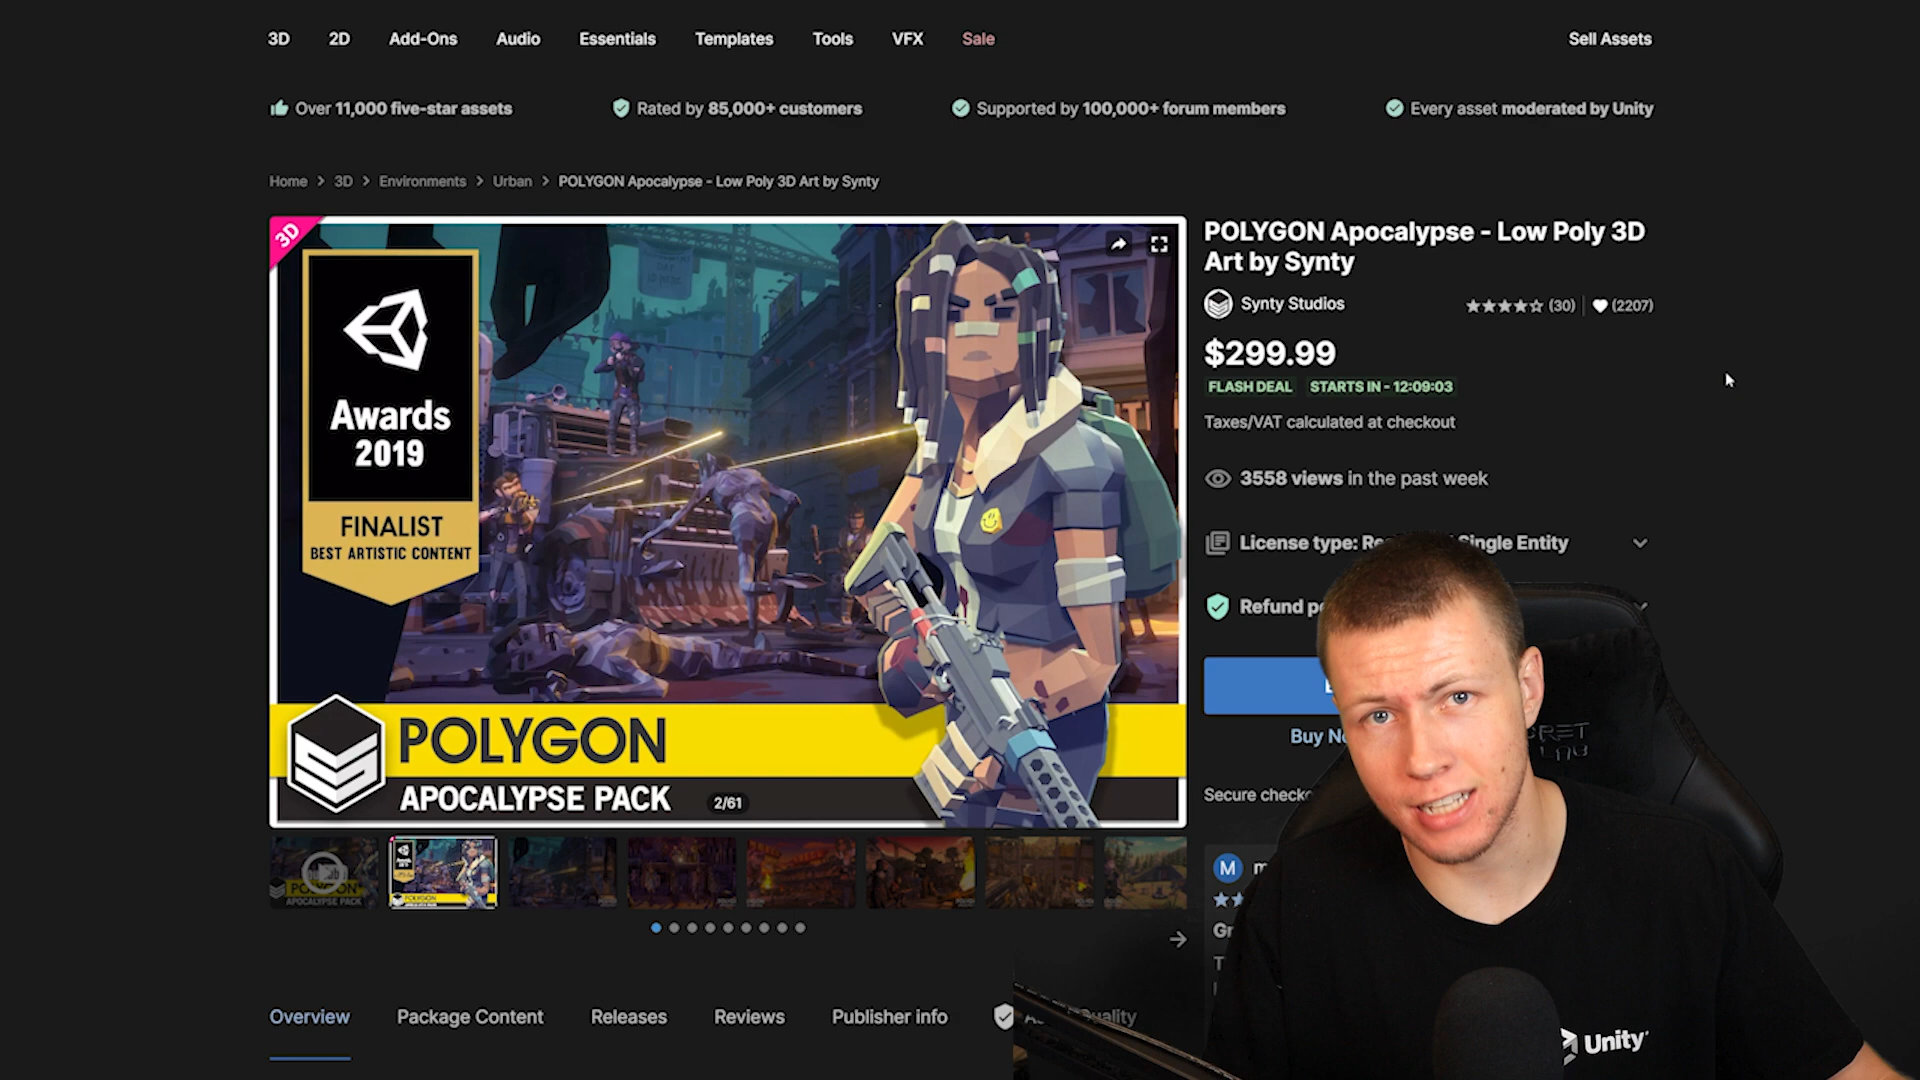 3D 2D Add-Ons Audio Essentials Templates Tools VFX Sale Sell Assets
Over 11,000 five-star assets Rated by 85,000+ customers Supported by 100,000+ forum members Every asset moderated by Unity
Home > 3D > Environments > Urban > POLYGON Apocalypse - Low Poly 3D Art by Synty
3D
Awards
2019
FINALIST
BEST ARTISTIC CONTENT
POLYGON
APOCALYPSE PACK
2/61
POLYGON Apocalypse - Low Poly 3D
Art by Synty
Synty Studios (30) (2207)
$299.99
FLASH DEAL STARTS IN - 12:09:03
Taxes/VAT calculated at checkout
3558 views in the past week
License type: Single Entity
Refund
Buy
Secure
M
POLYGON
APOCALYPSE PACK
Overview Package Content Releases Reviews Publisher info
Unity